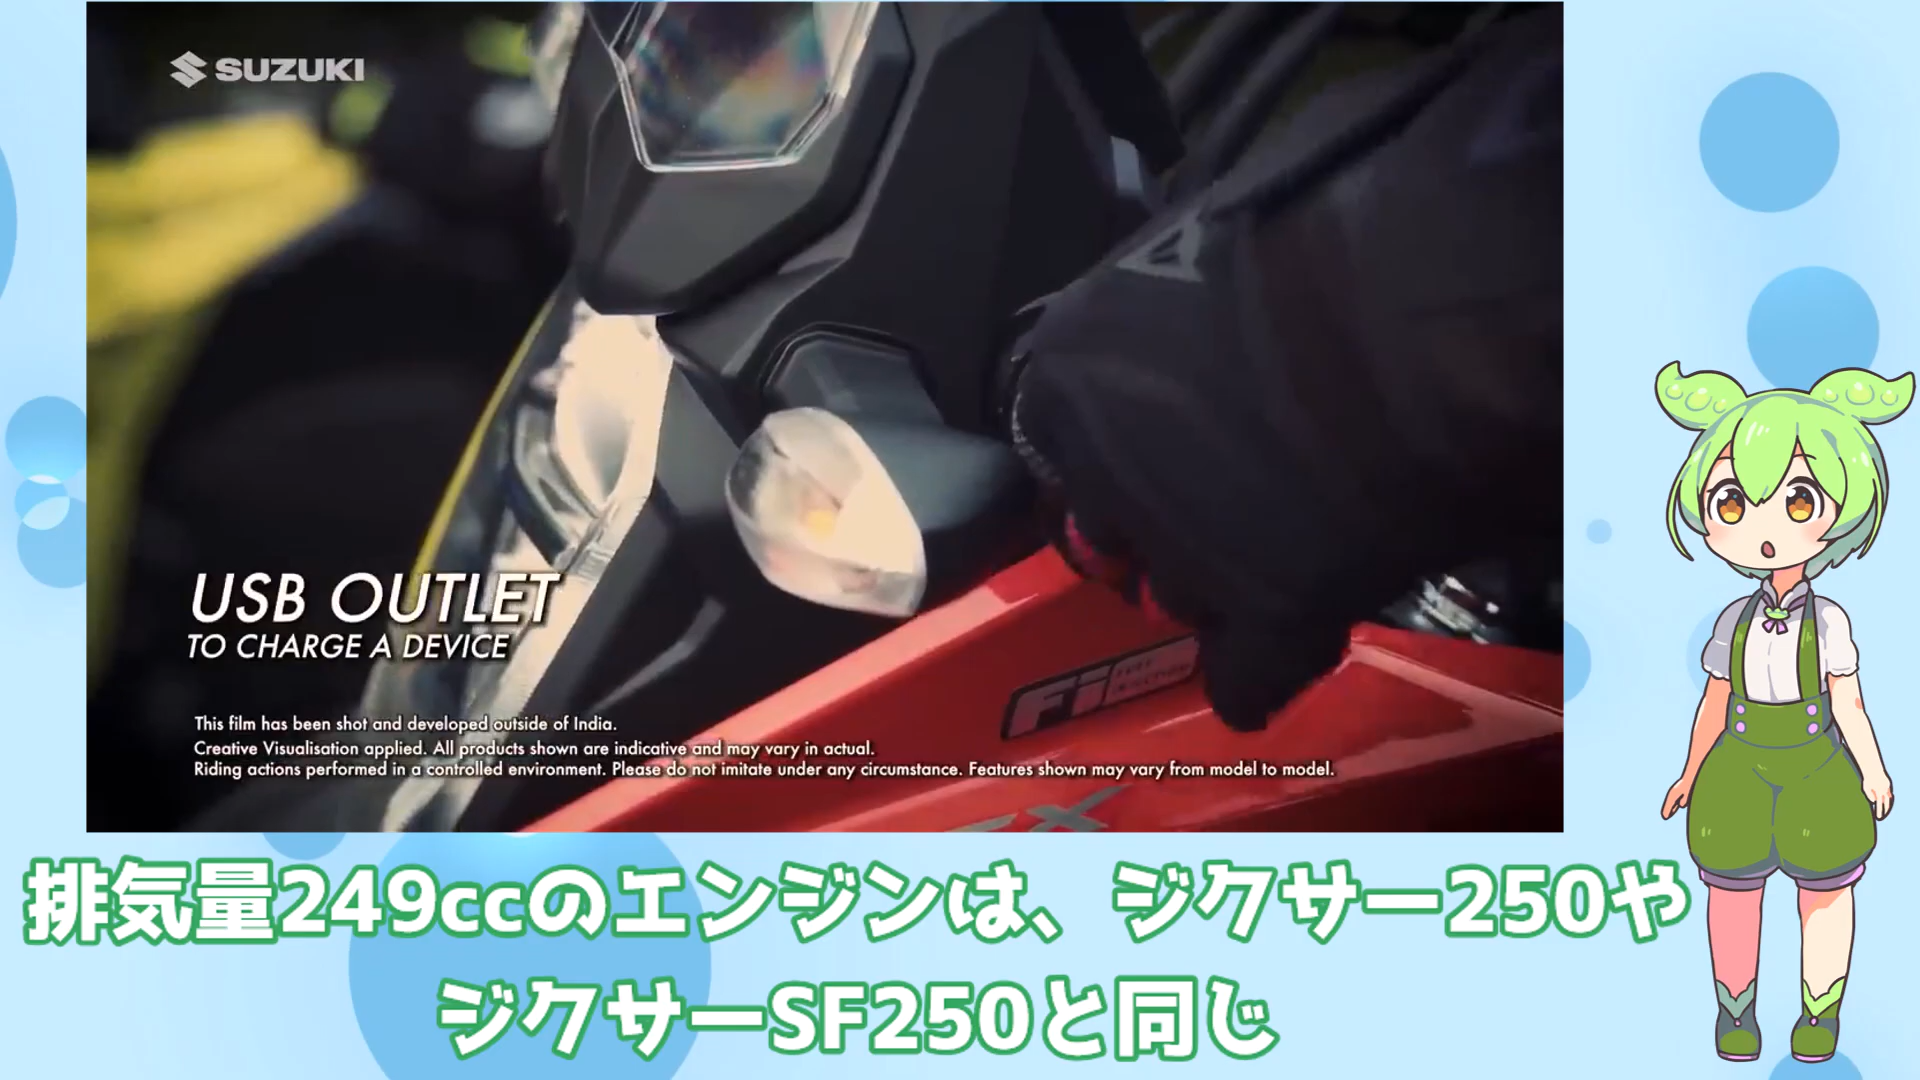 SUZUKI
USB OUTLET
TO CHARGE A DEVICE
Fi
This film has been shot and developed outside of India.
Creative Visualisation applied. All products shown are indicative and may vary in actual.
Riding actions performed in a controlled environment. Please do not imitate under any circumstance. Features shown may vary from model to model.
排気量249ccのエンジンは、ジクサー250や
ジクサーSF250と同じ